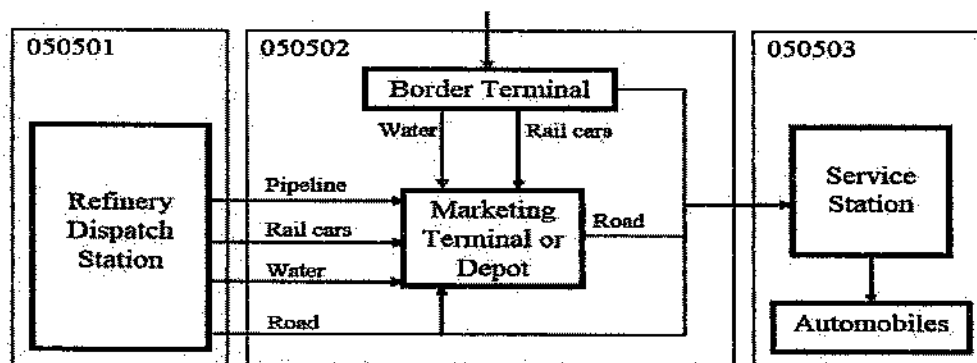 050501
050502
050503
Border Terminal
Water
Rail cars
Refinery
Dispatch
Station
Pipeline
Rail cars
Water
Road
Marketing
Terminal or
Depot
Road
Service
Station
Automobiles